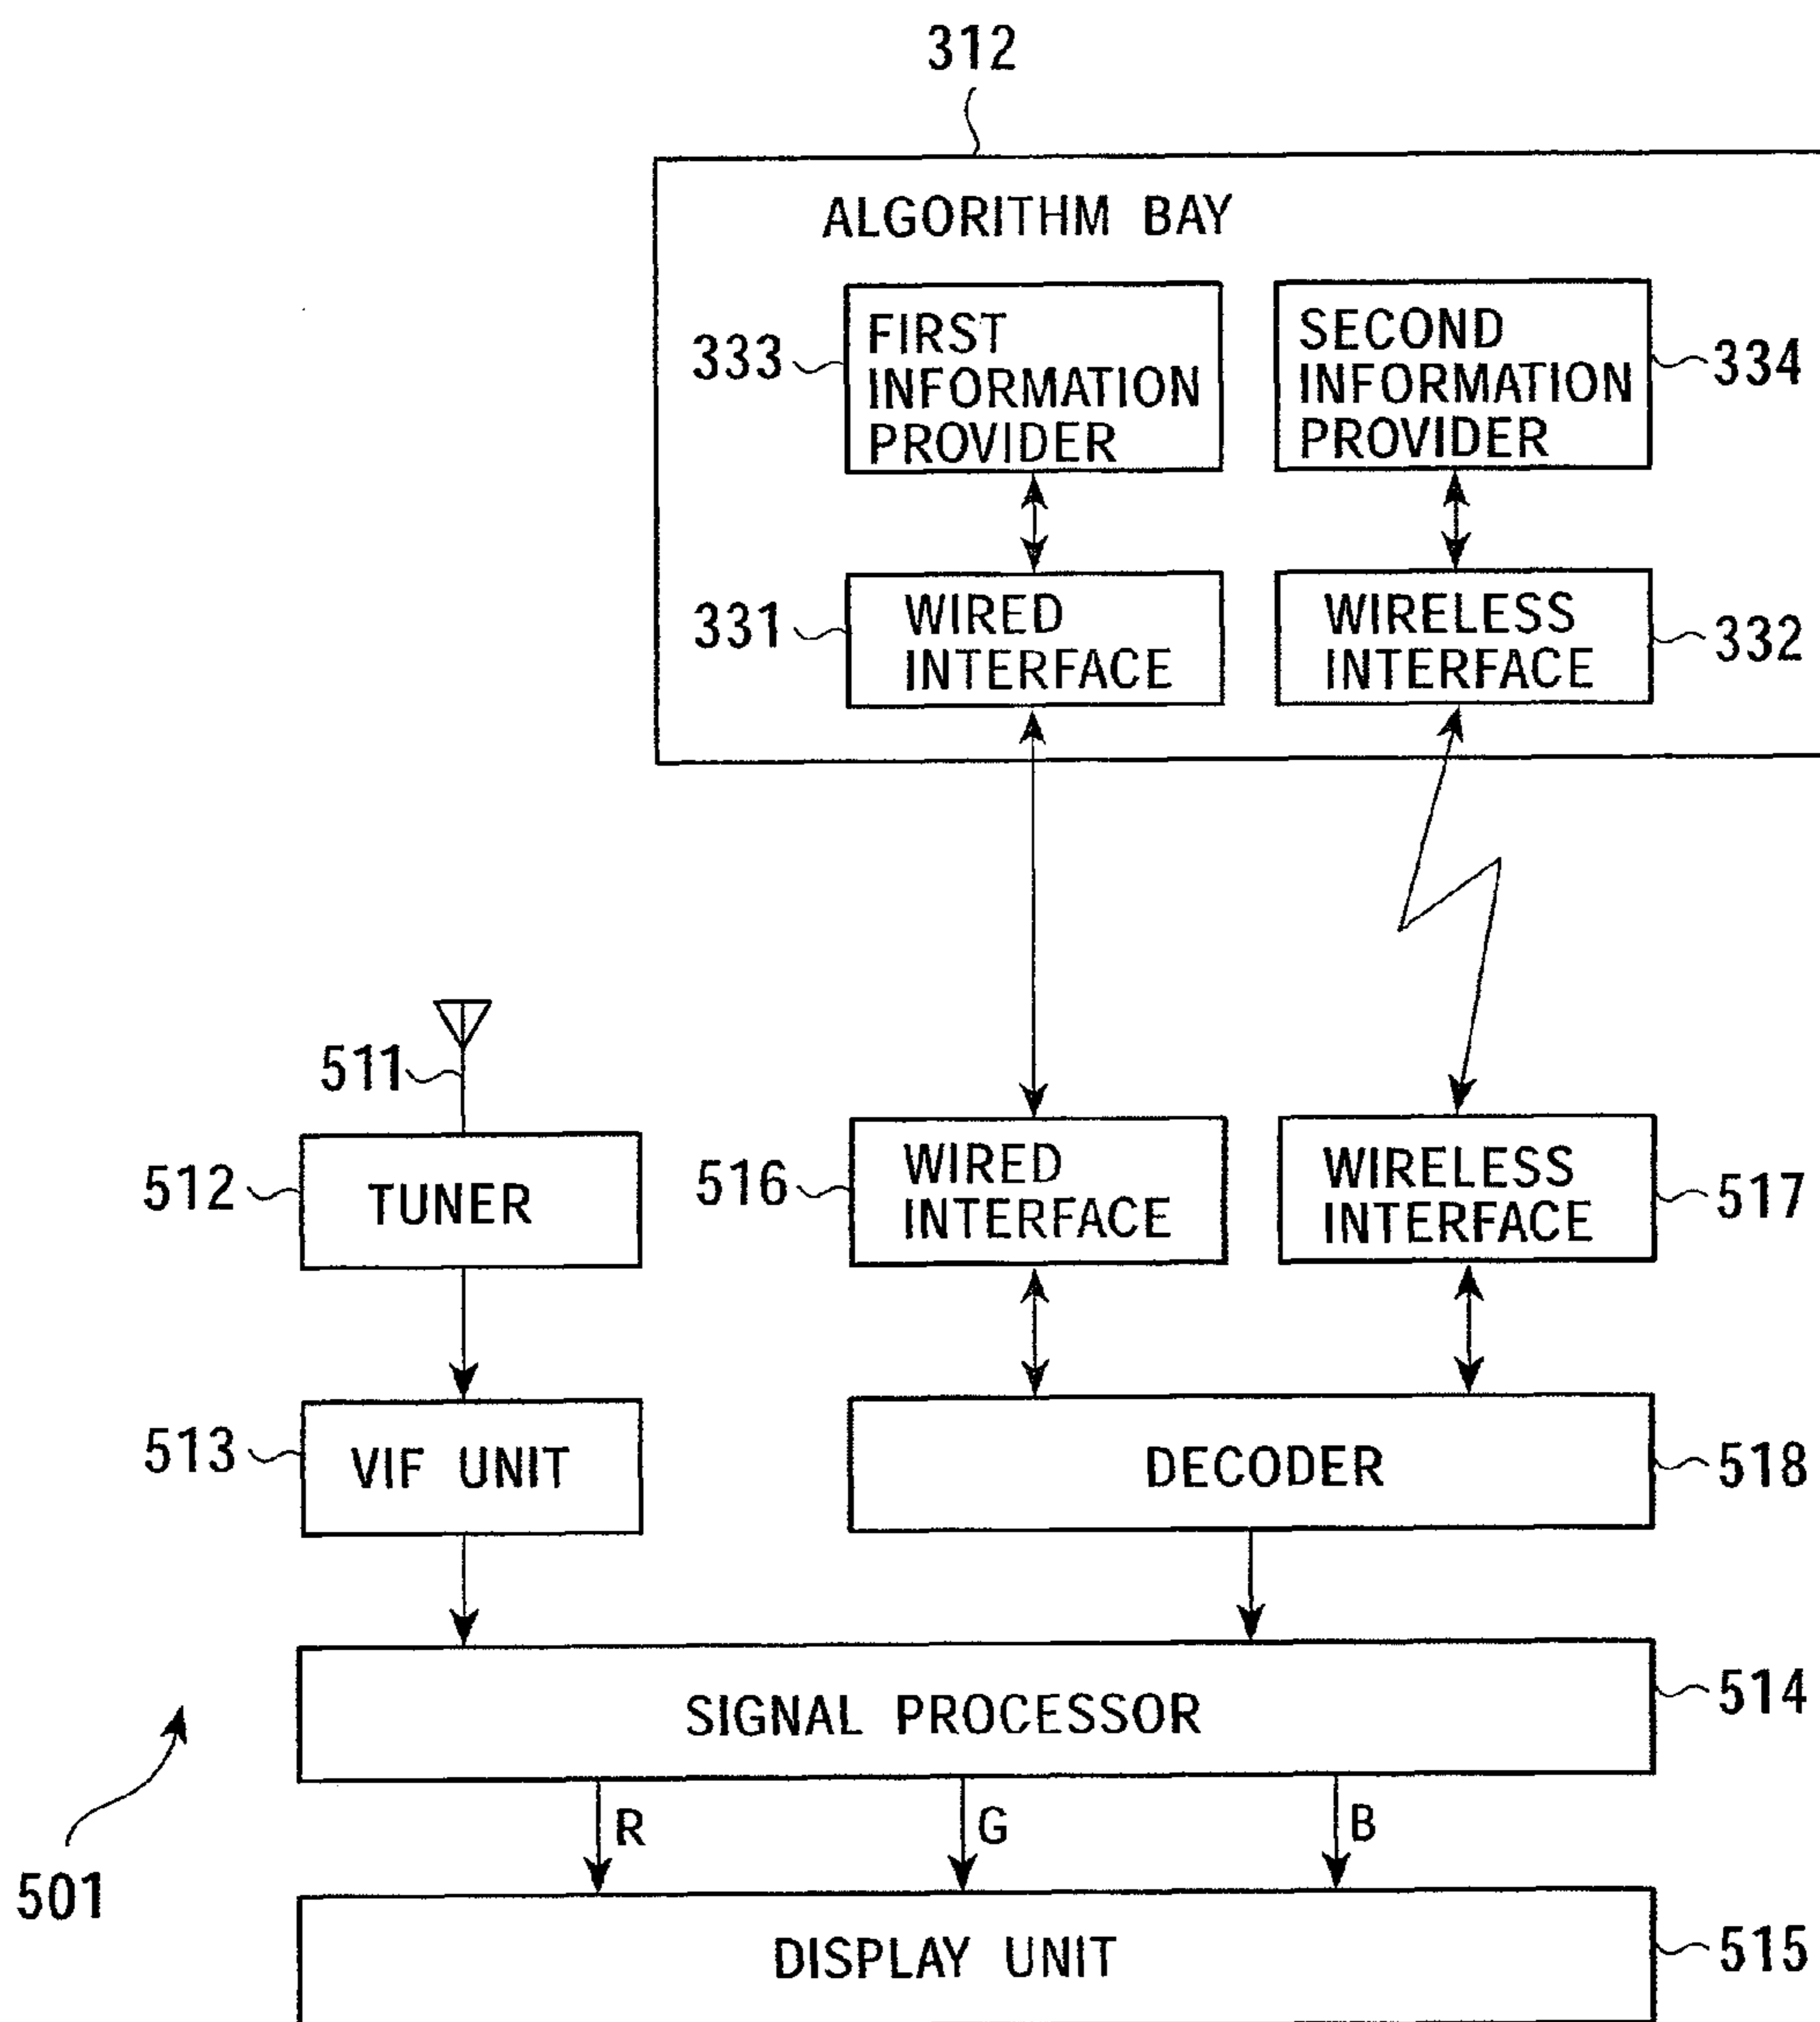 312
ALGORITHM BAY
333
FIRST
INFORMATION
PROVIDER
SECOND
INFORMATION
PROVIDER
334
331
WIRED
INTERFACE
WIRELESS
INTERFACE
332
511
512
TUNER
516
WIRED
INTERFACE
WIRELESS
INTERFACE
517
513
VIF UNIT
DECODER
518
SIGNAL PROCESSOR
514
R
G
B
501
DISPLAY UNIT
515